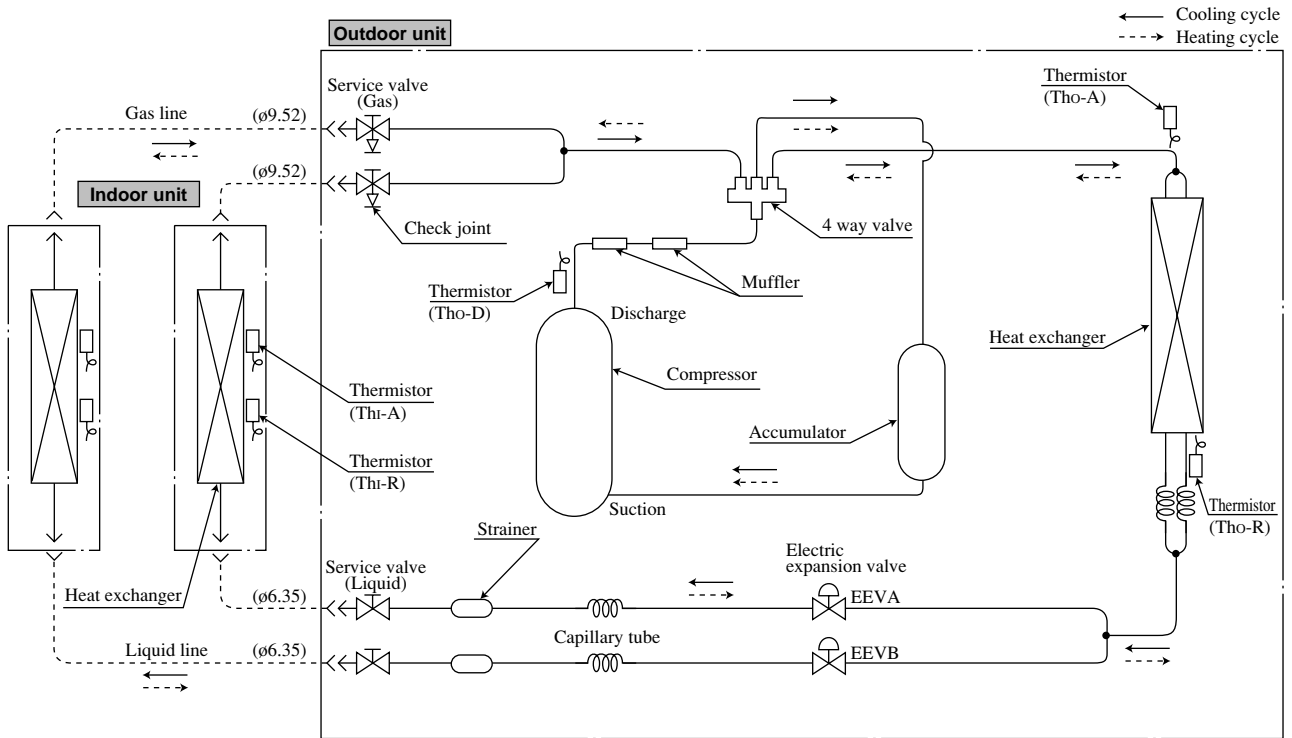 Outdoor unit
Cooling cycle
Heating cycle
Service valve
(Gas)
Thermistor
(Tho-A)
Gas line
(ø9.52)
(ø9.52)
Indoor unit
Check joint
4 way valve
Thermistor
(Tho-D)
Muffler
Discharge
Heat exchanger
Compressor
Thermistor
(ThI-A)
Accumulator
Thermistor
(ThI-R)
Suction
Thermistor
(Tho-R)
Strainer
Service valve
(Liquid)
Electric
expansion valve
Heat exchanger
(ø6.35)
EEVA
Liquid line
(ø6.35)
Capillary tube
EEVB